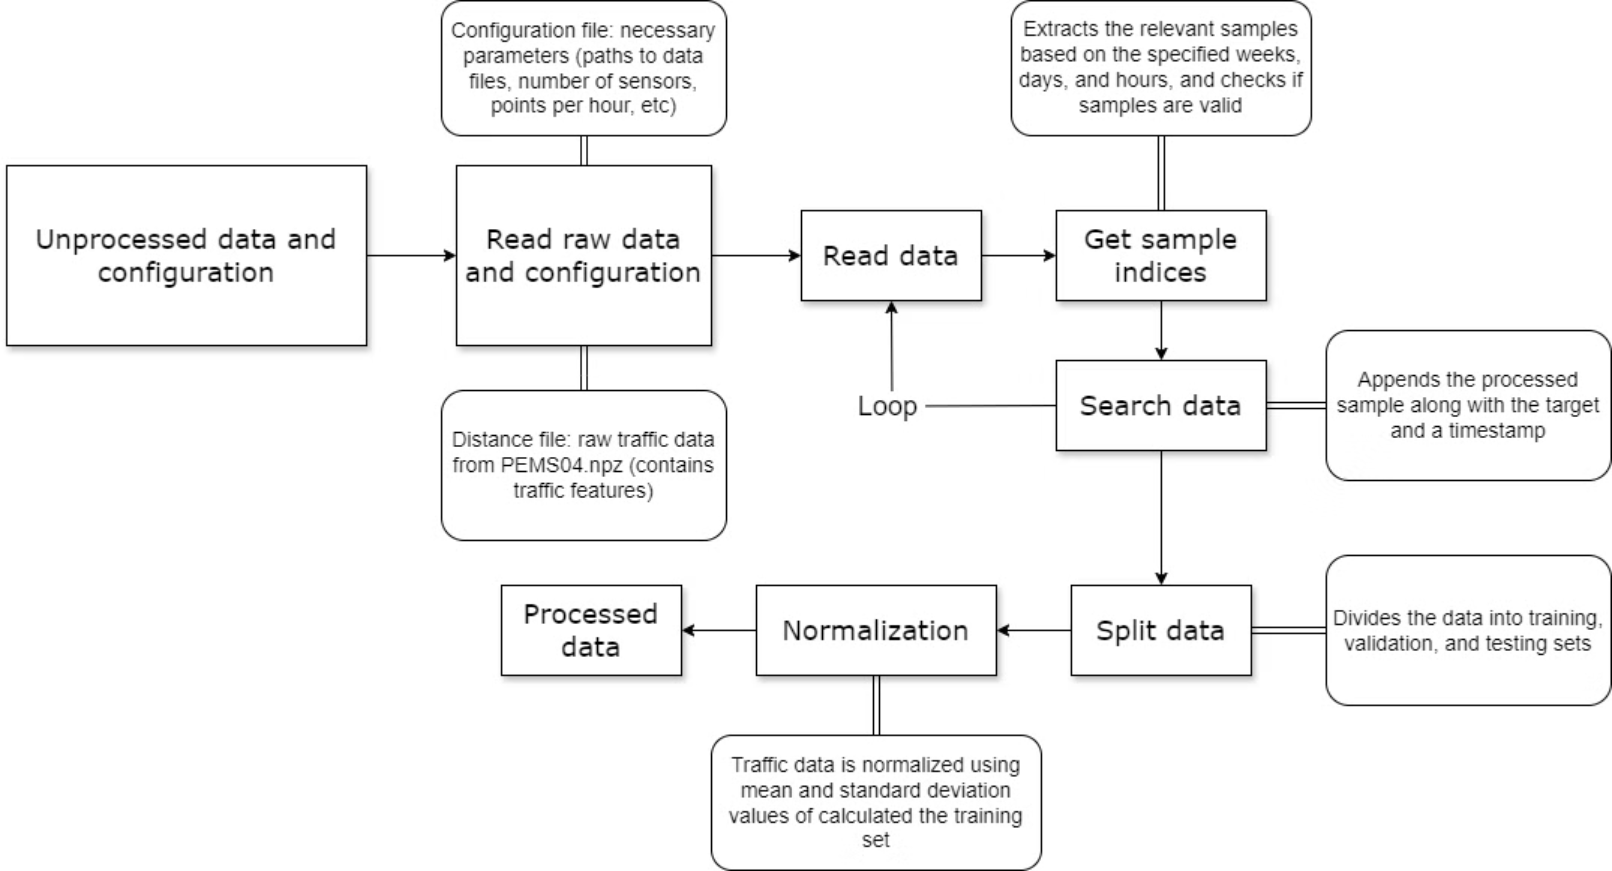 Configuration file: necessary
parameters (paths to data
files, number of sensors,
points per hour, etc)
Extracts the relevant samples
based on the specified weeks,
days, and hours, and checks if
samples are valid
Unprocessed data and
configuration
Read raw data
and configuration
Read data
Get sample
indices
Distance file: raw traffic data
from PEMS04.npz (contains
traffic features)
Loop
Search data
Appends the processed
sample along with the target
and a timestamp
Processed
data
Normalization
Split data
Divides the data into training,
validation, and testing sets
Traffic data is normalized using
mean and standard deviation
values of calculated the training
set